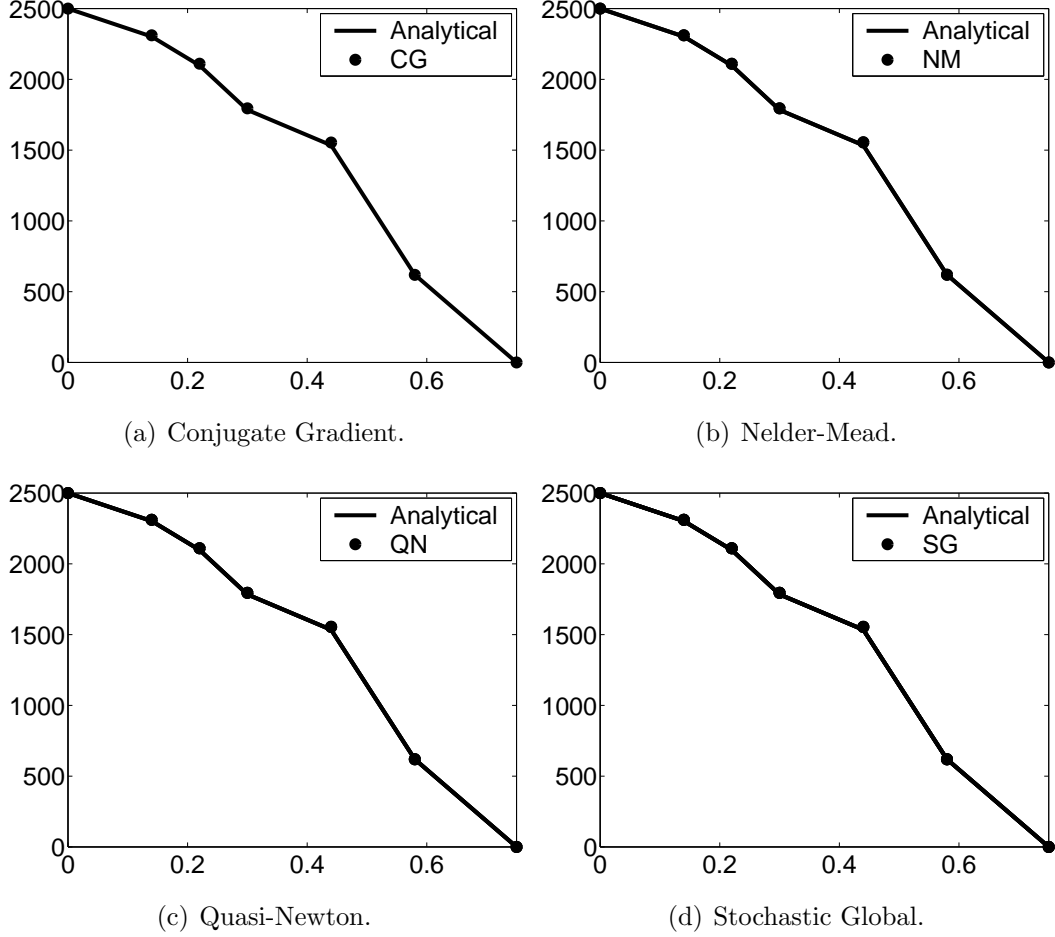 2500
2000
1500
1000
500
0
0 0.2 0.4 0.6
Analytical
CG
(a) Conjugate Gradient.
2500
2000
1500
1000
500
0
0 0.2 0.4 0.6
Analytical
NM
(b) Nelder-Mead.
2500
2000
1500
1000
500
0
0 0.2 0.4 0.6
Analytical
QN
(c) Quasi-Newton.
2500
2000
1500
1000
500
0
0 0.2 0.4 0.6
Analytical
SG
(d) Stochastic Global.